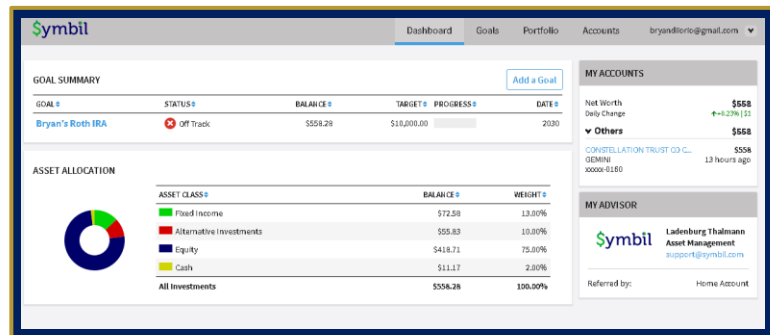 $ymbil
Dashboard Goals Portfolio Accounts bryandilorio@gmail.com
GOAL SUMMARY
Add a Goal
GOAL STATUS BALANCE TARGET PROGRESS DATE
Bryan's Roth IRA Off Track $558.28 $10,000.00 2030
ASSET ALLOCATION
ASSET CLASS BALANCE WEIGHT
Fixed Income $72.58 13.00%
Alternative Investments $55.83 10.00%
Equity $418.71 75.00%
Cash $11.17 2.00%
All Investments $558.28 100.00%
MY ACCOUNTS
Net Worth $558
Daily Change +0.23% | $1
Others $558
CONSTELLATION TRUST CO C... $558
GEMINI 13 hours ago
xxxxx-0160
MY ADVISOR
$ymbil
Ladenburg Thalmann
Asset Management
support@symbil.com
Referred by: Home Account